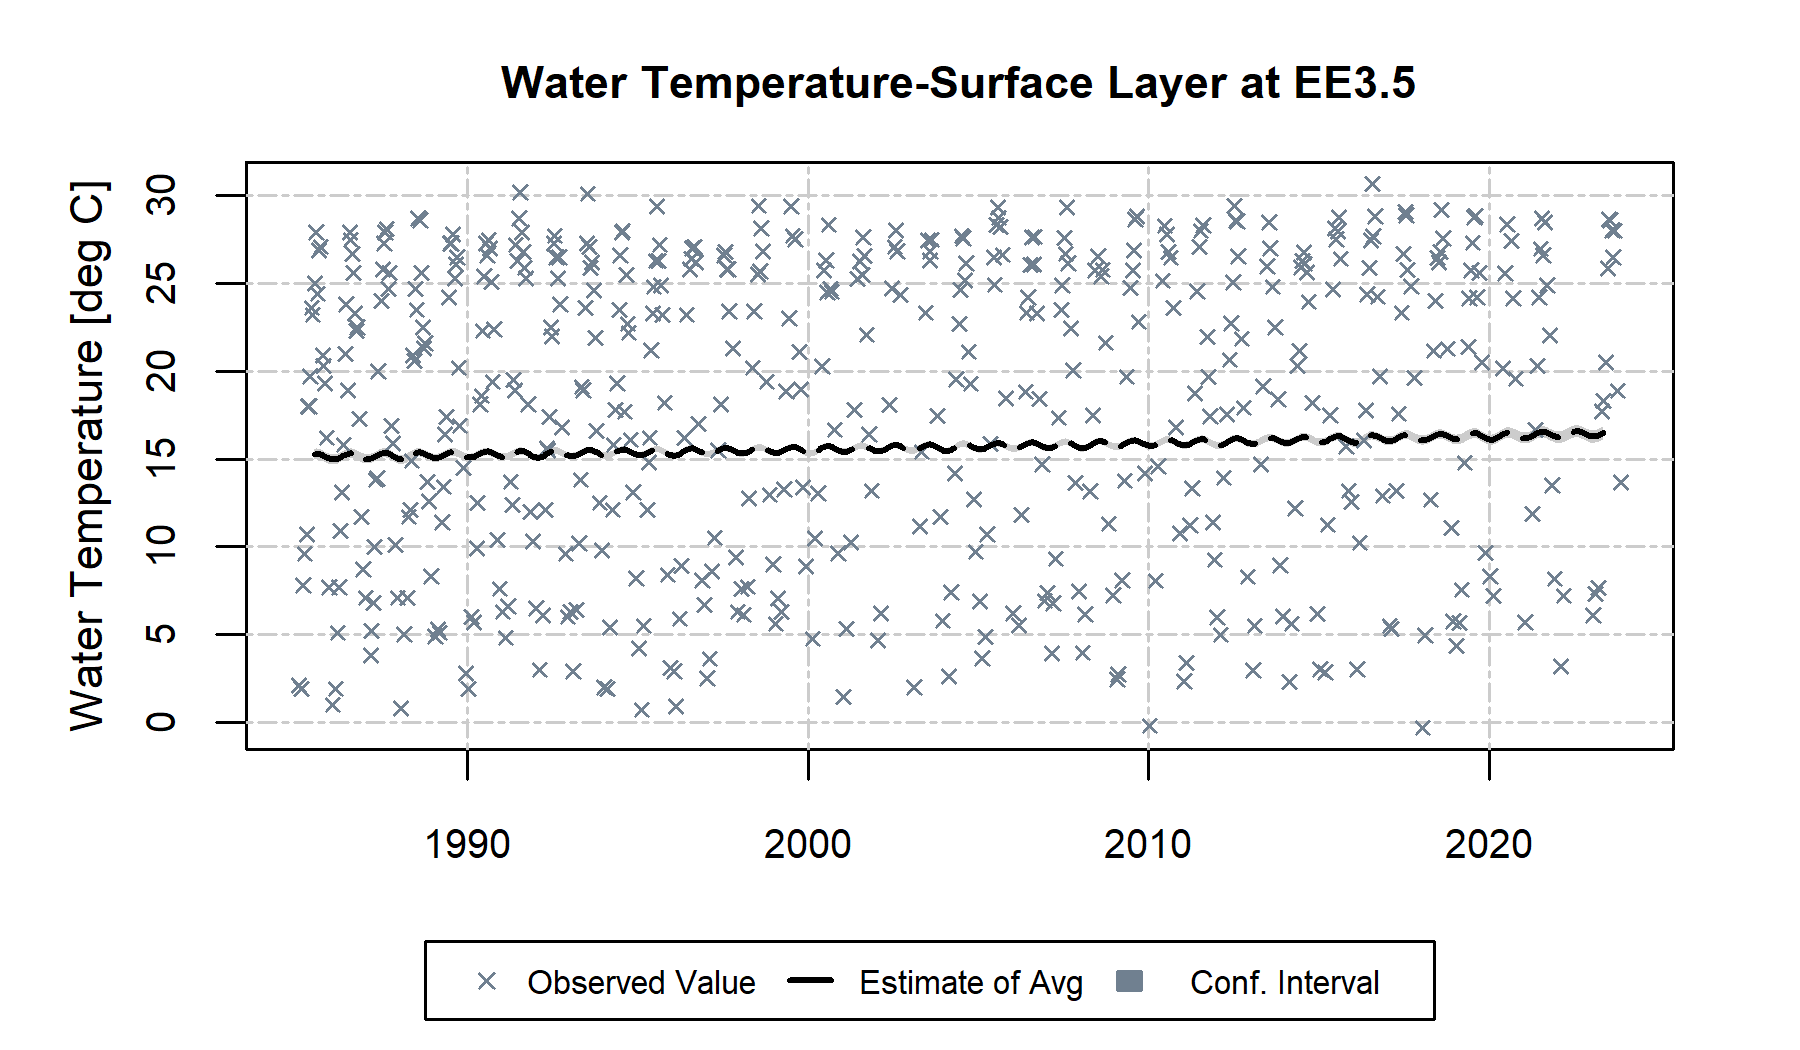 Water Temperature-Surface Layer at EE3.5
Water Temperature [deg C]
30
25
20
15
10
5
0
1990 2000 2010 2020
Observed Value Estimate of Avg Conf. Interval